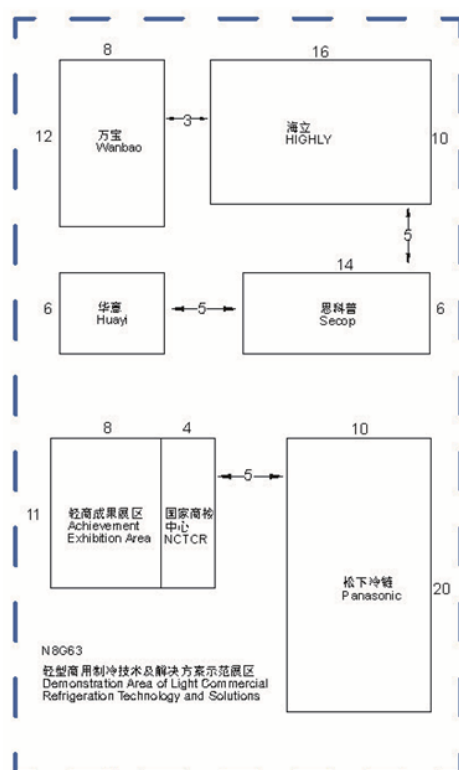 8
16
12
万宝
Wanbao
3
海立
HIGHLY
10
5
14
6
华意
Huayi
5
思科普
Secop
6
8
4
10
11
轻商成果展区
Achievement
Exhibition Area
国家商检
中心
NCTCR
5
松下冷链
Panasonic
20
N8G63
轻型商用制冷技术及解决方案示范展区
Demonstration Area of Light Commercial
Refrigeration Technology and Solutions